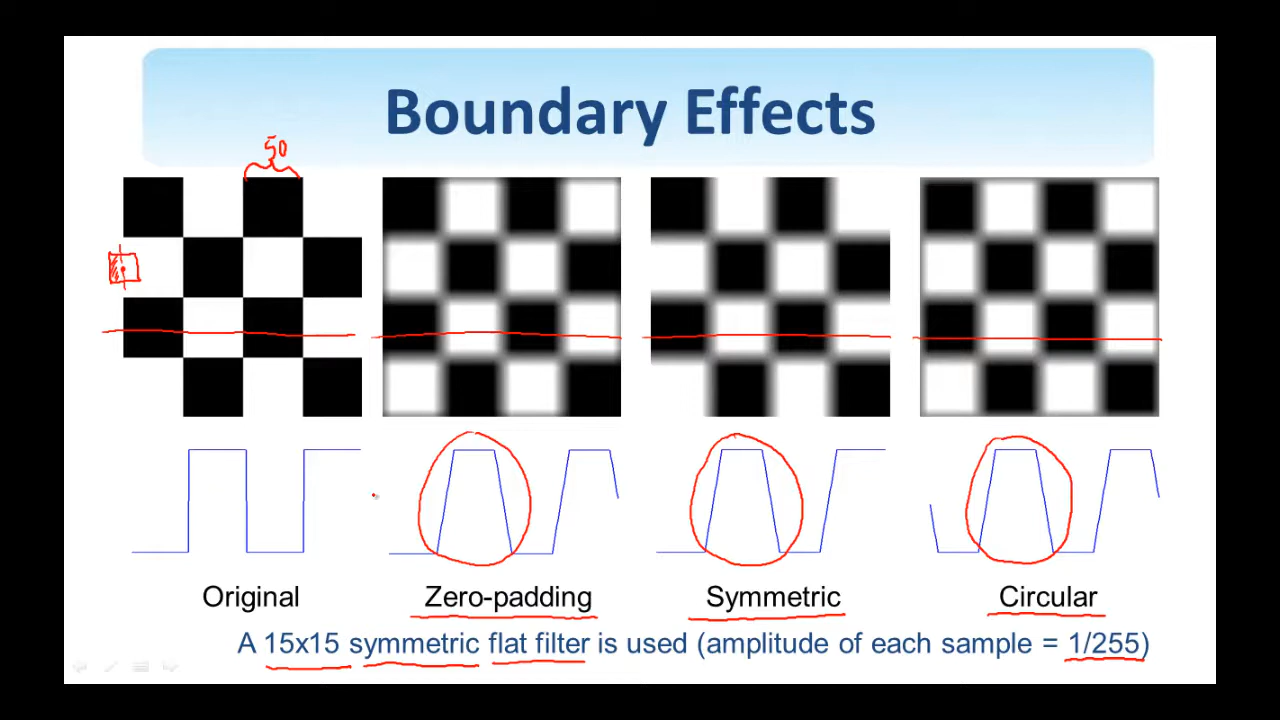 Boundary Effects
50
Original
Zero-padding
Symmetric
Circular
A 15x15 symmetric flat filter is used (amplitude of each sample = 1/255)